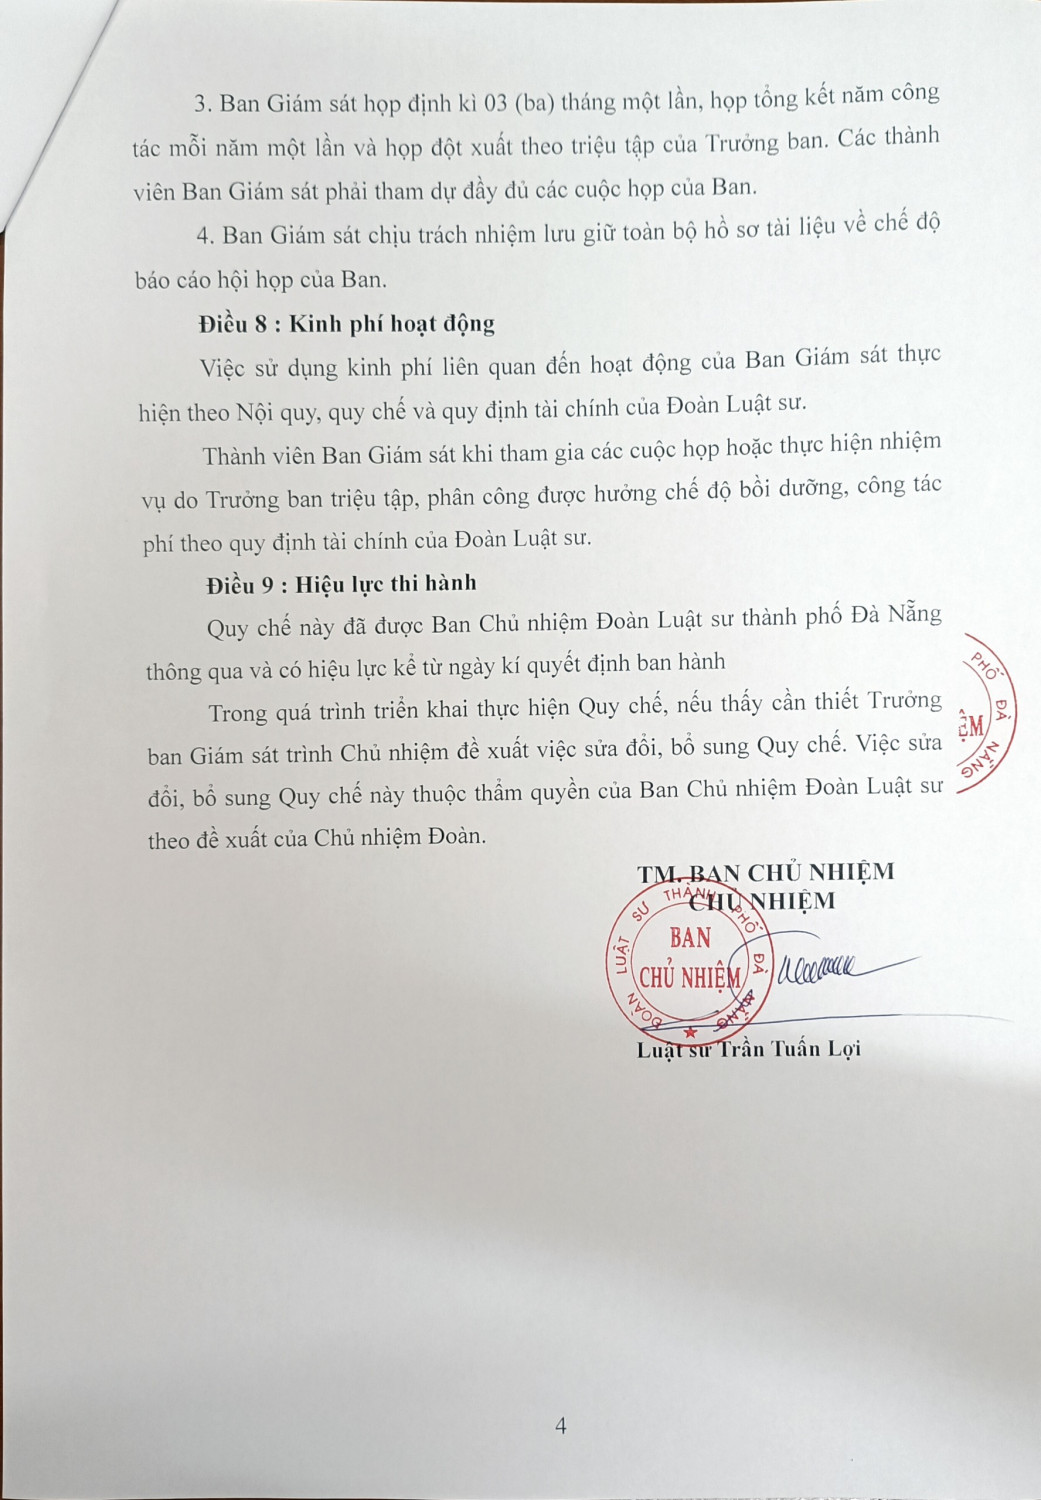 3. Ban Giám sát họp định kì 03 (ba) tháng một lần, họp tổng kết năm công
tác mỗi năm một lần và họp đột xuất theo triệu tập của Trưởng ban. Các thành
viên Ban Giám sát phải tham dự đầy đủ các cuộc họp của Ban.
4. Ban Giám sát chịu trách nhiệm lưu giữ toàn bộ hồ sơ tài liệu về chế độ
báo cáo hội họp của Ban.
Điều 8 : Kinh phí hoạt động
Việc sử dụng kinh phí liên quan đến hoạt động của Ban Giám sát thực
hiện theo Nội quy, quy chế và quy định tài chính của Đoàn Luật sư.
Thành viên Ban Giám sát khi tham gia các cuộc họp hoặc thực hiện nhiệm
vụ do Trưởng ban triệu tập, phân công được hưởng chế độ bồi dưỡng, công tác
phí theo quy định tài chính của Đoàn Luật sư.
Điều 9 : Hiệu lực thi hành
Quy chế này đã được Ban Chủ nhiệm Đoàn Luật sư thành phố Đà Nẵng
thông qua và có hiệu lực kể từ ngày kí quyết định ban hành
Trong quá trình triển khai thực hiện Quy chế, nếu thấy cần thiết Trưởng
ban Giám sát trình Chủ nhiệm đề xuất việc sửa đổi, bổ sung Quy chế. Việc sửa
đổi, bổ sung Quy chế này thuộc thẩm quyền của Ban Chủ nhiệm Đoàn Luật sư
theo đề xuất của Chủ nhiệm Đoàn.
PHỐ ĐÀ NẴNG
ỆM
TM. BAN CHỦ NHIỆM
CHỦ NHIỆM
ĐOÀN LUẬT SƯ THÀNH PHỐ ĐÀ NẴNG
BAN
CHỦ NHIỆM
Luật sư Trần Tuấn Lợi
4